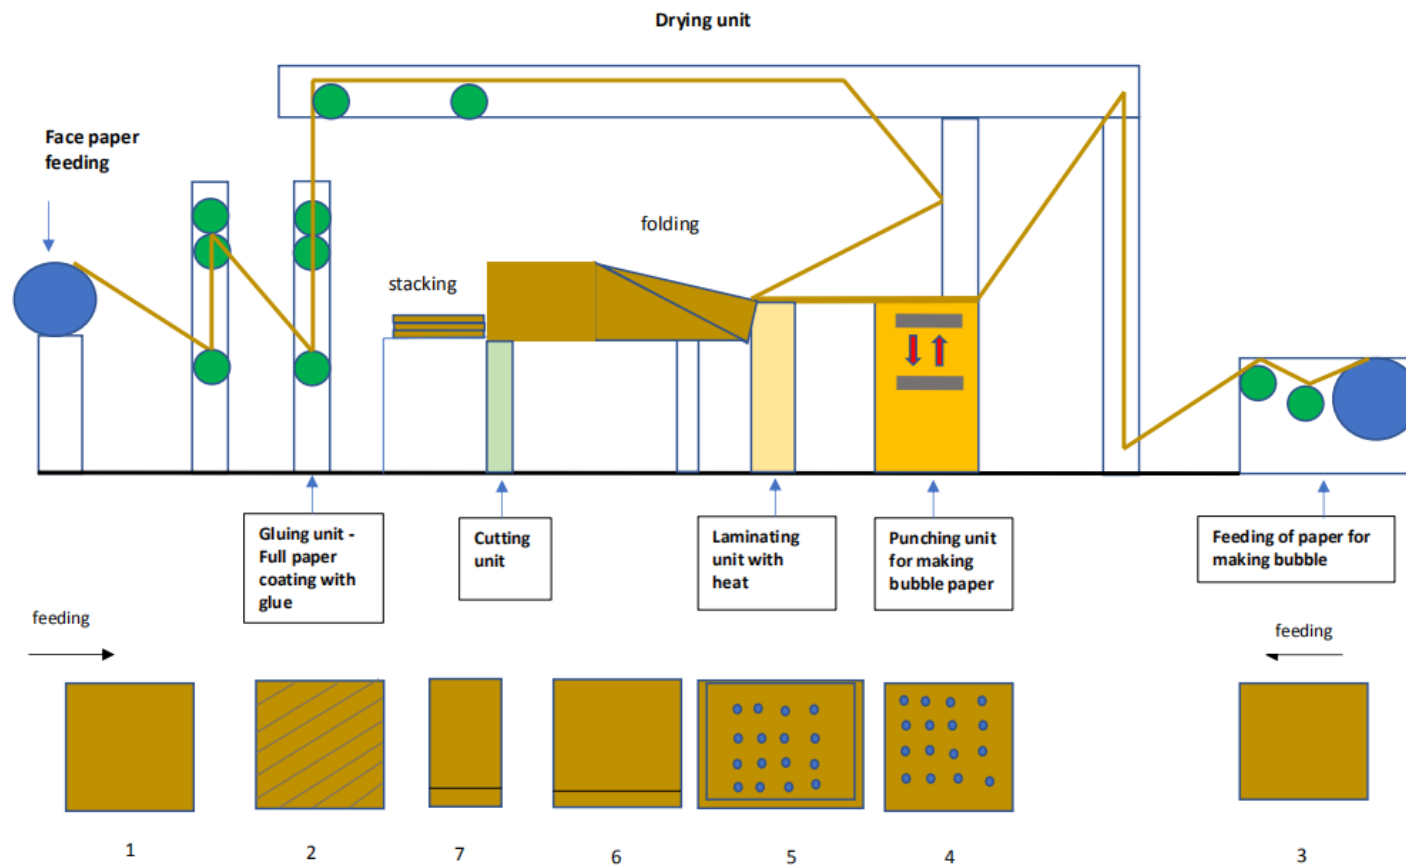 Drying unit
Face paper
feeding
folding
stacking
Gluing unit -
Full paper
coating with
glue
Cutting
unit
Laminating
unit with
heat
Punching unit
for making
bubble paper
Feeding of paper for
making bubble
feeding
feeding
1
2
7
6
5
4
3